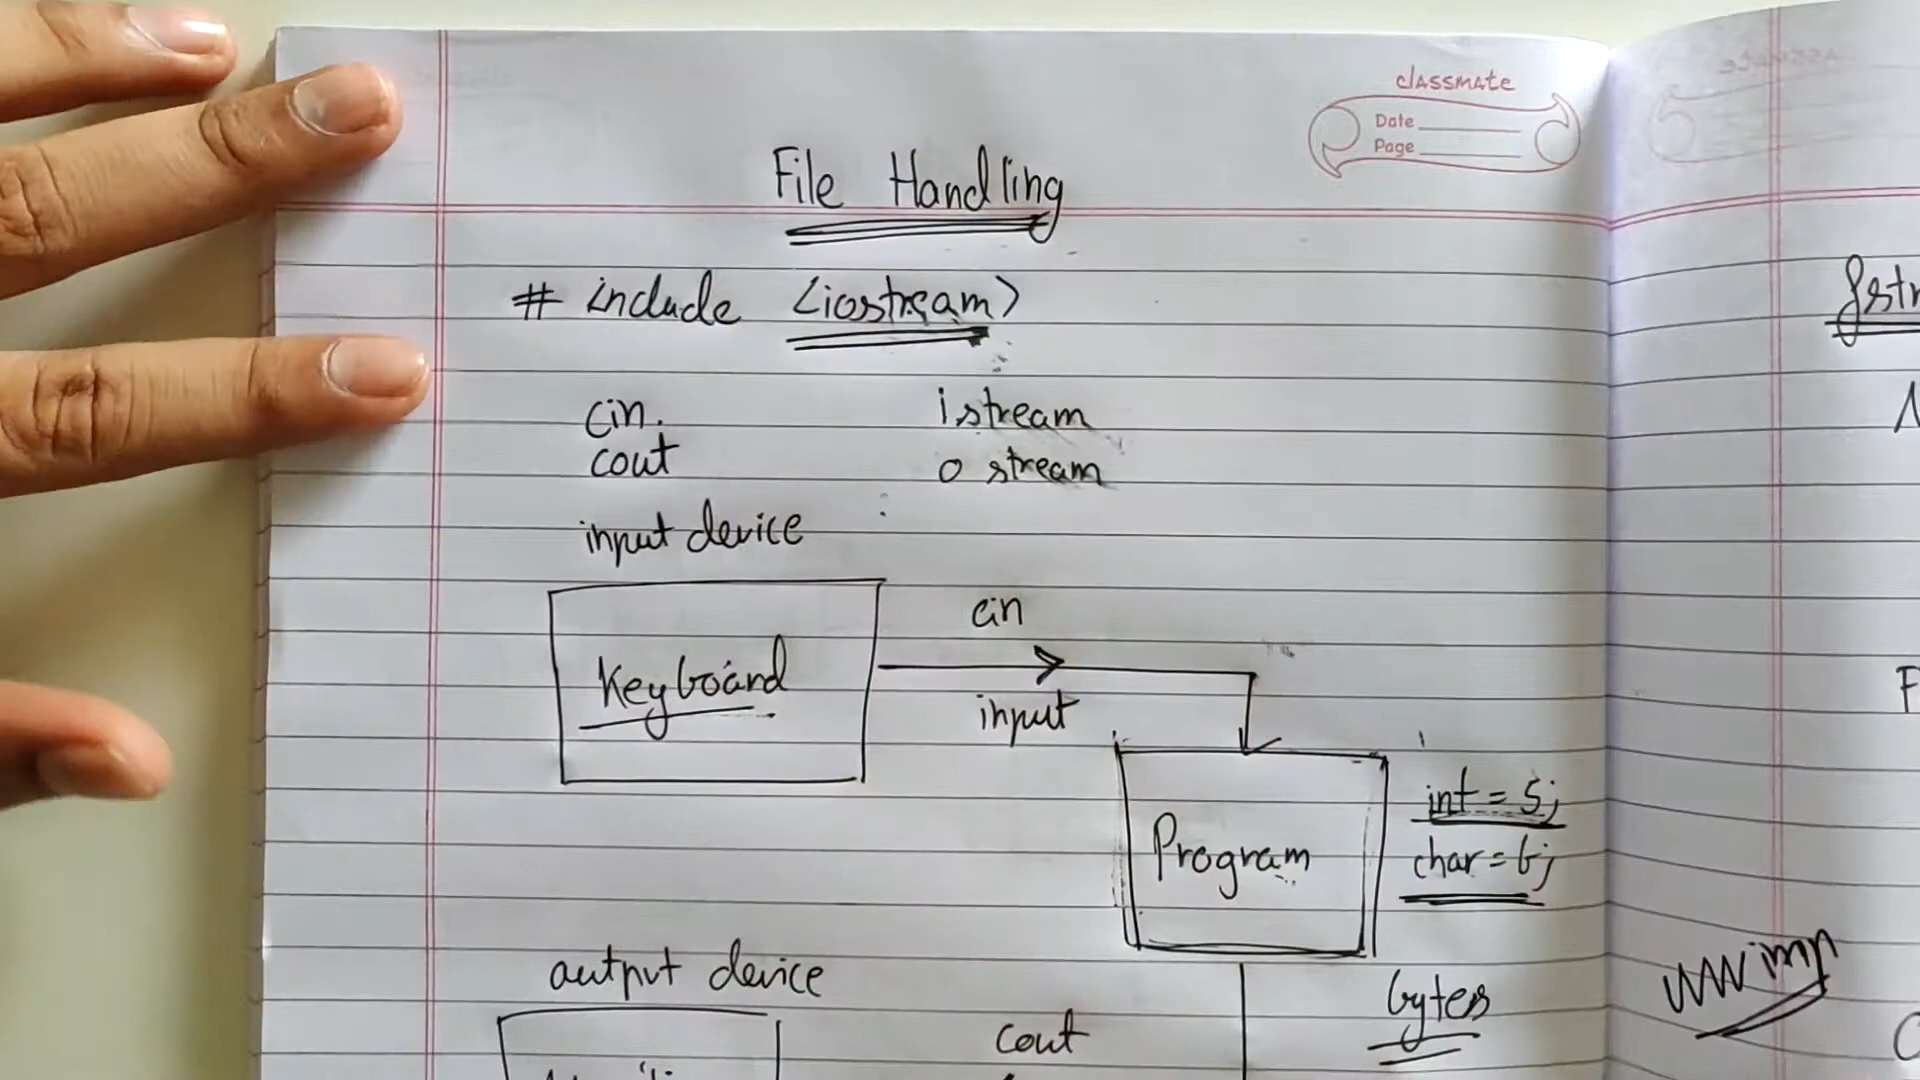 classmate
Date
Page
File Handling
# include <iostream>
cin. istream
cout o stream
input device
cin
Keyboard
input
int = 5;
char = b;
Program
output device
bytes
cout
imp